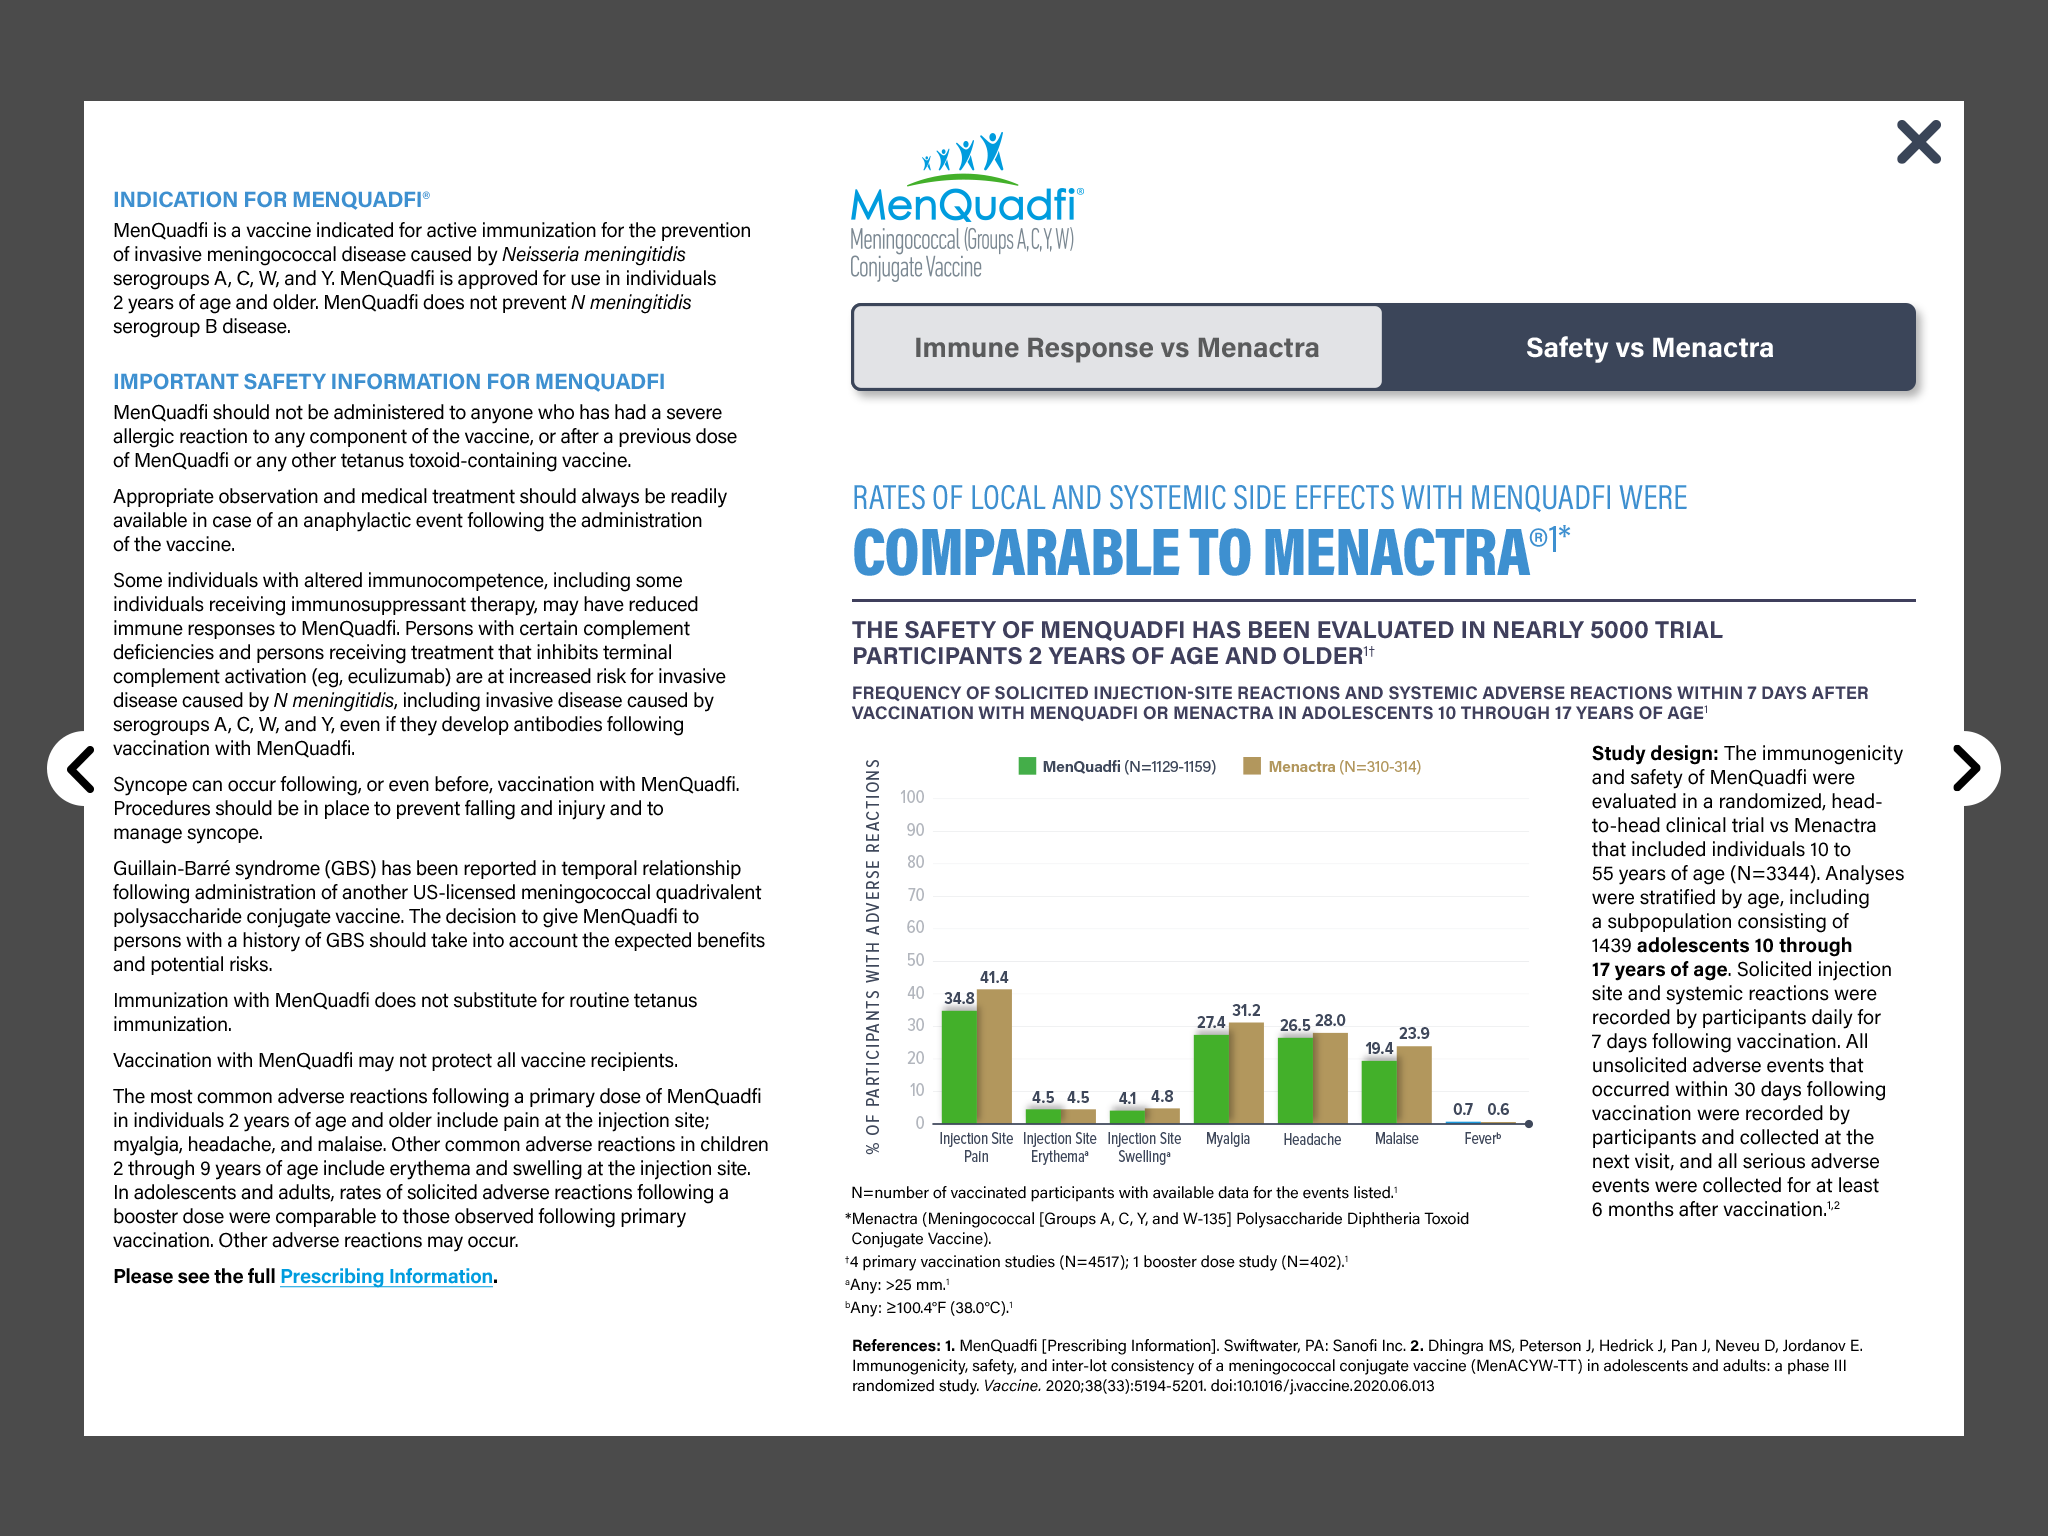 INDICATION FOR MENQUADFI®
MenQuadfi is a vaccine indicated for active immunization for the prevention
of invasive meningococcal disease caused by Neisseria meningitidis
serogroups A, C, W, and Y. MenQuadfi is approved for use in individuals
2 years of age and older. MenQuadfi does not prevent N meningitidis
serogroup B disease.
IMPORTANT SAFETY INFORMATION FOR MENQUADFI
MenQuadfi should not be administered to anyone who has had a severe
allergic reaction to any component of the vaccine, or after a previous dose
of MenQuadfi or any other tetanus toxoid-containing vaccine.
Appropriate observation and medical treatment should always be readily
available in case of an anaphylactic event following the administration
of the vaccine.
Some individuals with altered immunocompetence, including some
individuals receiving immunosuppressant therapy, may have reduced
immune responses to MenQuadfi. Persons with certain complement
deficiencies and persons receiving treatment that inhibits terminal
complement activation (eg, eculizumab) are at increased risk for invasive
disease caused by N meningitidis, including invasive disease caused by
serogroups A, C, W, and Y, even if they develop antibodies following
vaccination with MenQuadfi.
Syncope can occur following, or even before, vaccination with MenQuadfi.
Procedures should be in place to prevent falling and injury and to
manage syncope.
Guillain-Barré syndrome (GBS) has been reported in temporal relationship
following administration of another US-licensed meningococcal quadrivalent
polysaccharide conjugate vaccine. The decision to give MenQuadfi to
persons with a history of GBS should take into account the expected benefits
and potential risks.
Immunization with MenQuadfi does not substitute for routine tetanus
immunization.
Vaccination with MenQuadfi may not protect all vaccine recipients.
The most common adverse reactions following a primary dose of MenQuadfi
in individuals 2 years of age and older include pain at the injection site;
myalgia, headache, and malaise. Other common adverse reactions in children
2 through 9 years of age include erythema and swelling at the injection site.
In adolescents and adults, rates of solicited adverse reactions following a
booster dose were comparable to those observed following primary
vaccination. Other adverse reactions may occur.
Please see the full Prescribing Information.
MenQuadfi®
Meningococcal (Groups A, C, Y, W)
Conjugate Vaccine
Immune Response vs Menactra
Safety vs Menactra
RATES OF LOCAL AND SYSTEMIC SIDE EFFECTS WITH MENQUADFI WERE
COMPARABLE TO MENACTRA®1*
THE SAFETY OF MENQUADFI HAS BEEN EVALUATED IN NEARLY 5000 TRIAL
PARTICIPANTS 2 YEARS OF AGE AND OLDER1†
FREQUENCY OF SOLICITED INJECTION-SITE REACTIONS AND SYSTEMIC ADVERSE REACTIONS WITHIN 7 DAYS AFTER
VACCINATION WITH MENQUADFI OR MENACTRA IN ADOLESCENTS 10 THROUGH 17 YEARS OF AGE1
% OF PARTICIPANTS WITH ADVERSE REACTIONS
MenQuadfi (N=1129-1159) Menactra (N=310-314)
100
90
80
70
60
50
40
30
20
10
0
34.8 41.4
4.5 4.5
4.1 4.8
27.4 31.2
26.5 28.0
19.4 23.9
0.7 0.6
Injection Site
Pain
Injection Site
Erythemaa
Injection Site
Swellinga
Myalgia
Headache
Malaise
Feverb
Study design: The immunogenicity
and safety of MenQuadfi were
evaluated in a randomized, head-
to-head clinical trial vs Menactra
that included individuals 10 to
55 years of age (N=3344). Analyses
were stratified by age, including
a subpopulation consisting of
1439 adolescents 10 through
17 years of age. Solicited injection
site and systemic reactions were
recorded by participants daily for
7 days following vaccination. All
unsolicited adverse events that
occurred within 30 days following
vaccination were recorded by
participants and collected at the
next visit, and all serious adverse
events were collected for at least
6 months after vaccination.1,2
N=number of vaccinated participants with available data for the events listed.1
*Menactra (Meningococcal [Groups A, C, Y, and W-135] Polysaccharide Diphtheria Toxoid
Conjugate Vaccine).
†4 primary vaccination studies (N=4517); 1 booster dose study (N=402).1
aAny: >25 mm.1
bAny: ≥100.4°F (38.0°C).1
References: 1. MenQuadfi [Prescribing Information]. Swiftwater, PA: Sanofi Inc. 2. Dhingra MS, Peterson J, Hedrick J, Pan J, Neveu D, Jordanov E.
Immunogenicity, safety, and inter-lot consistency of a meningococcal conjugate vaccine (MenACYW-TT) in adolescents and adults: a phase III
randomized study. Vaccine. 2020;38(33):5194-5201. doi:10.1016/j.vaccine.2020.06.013